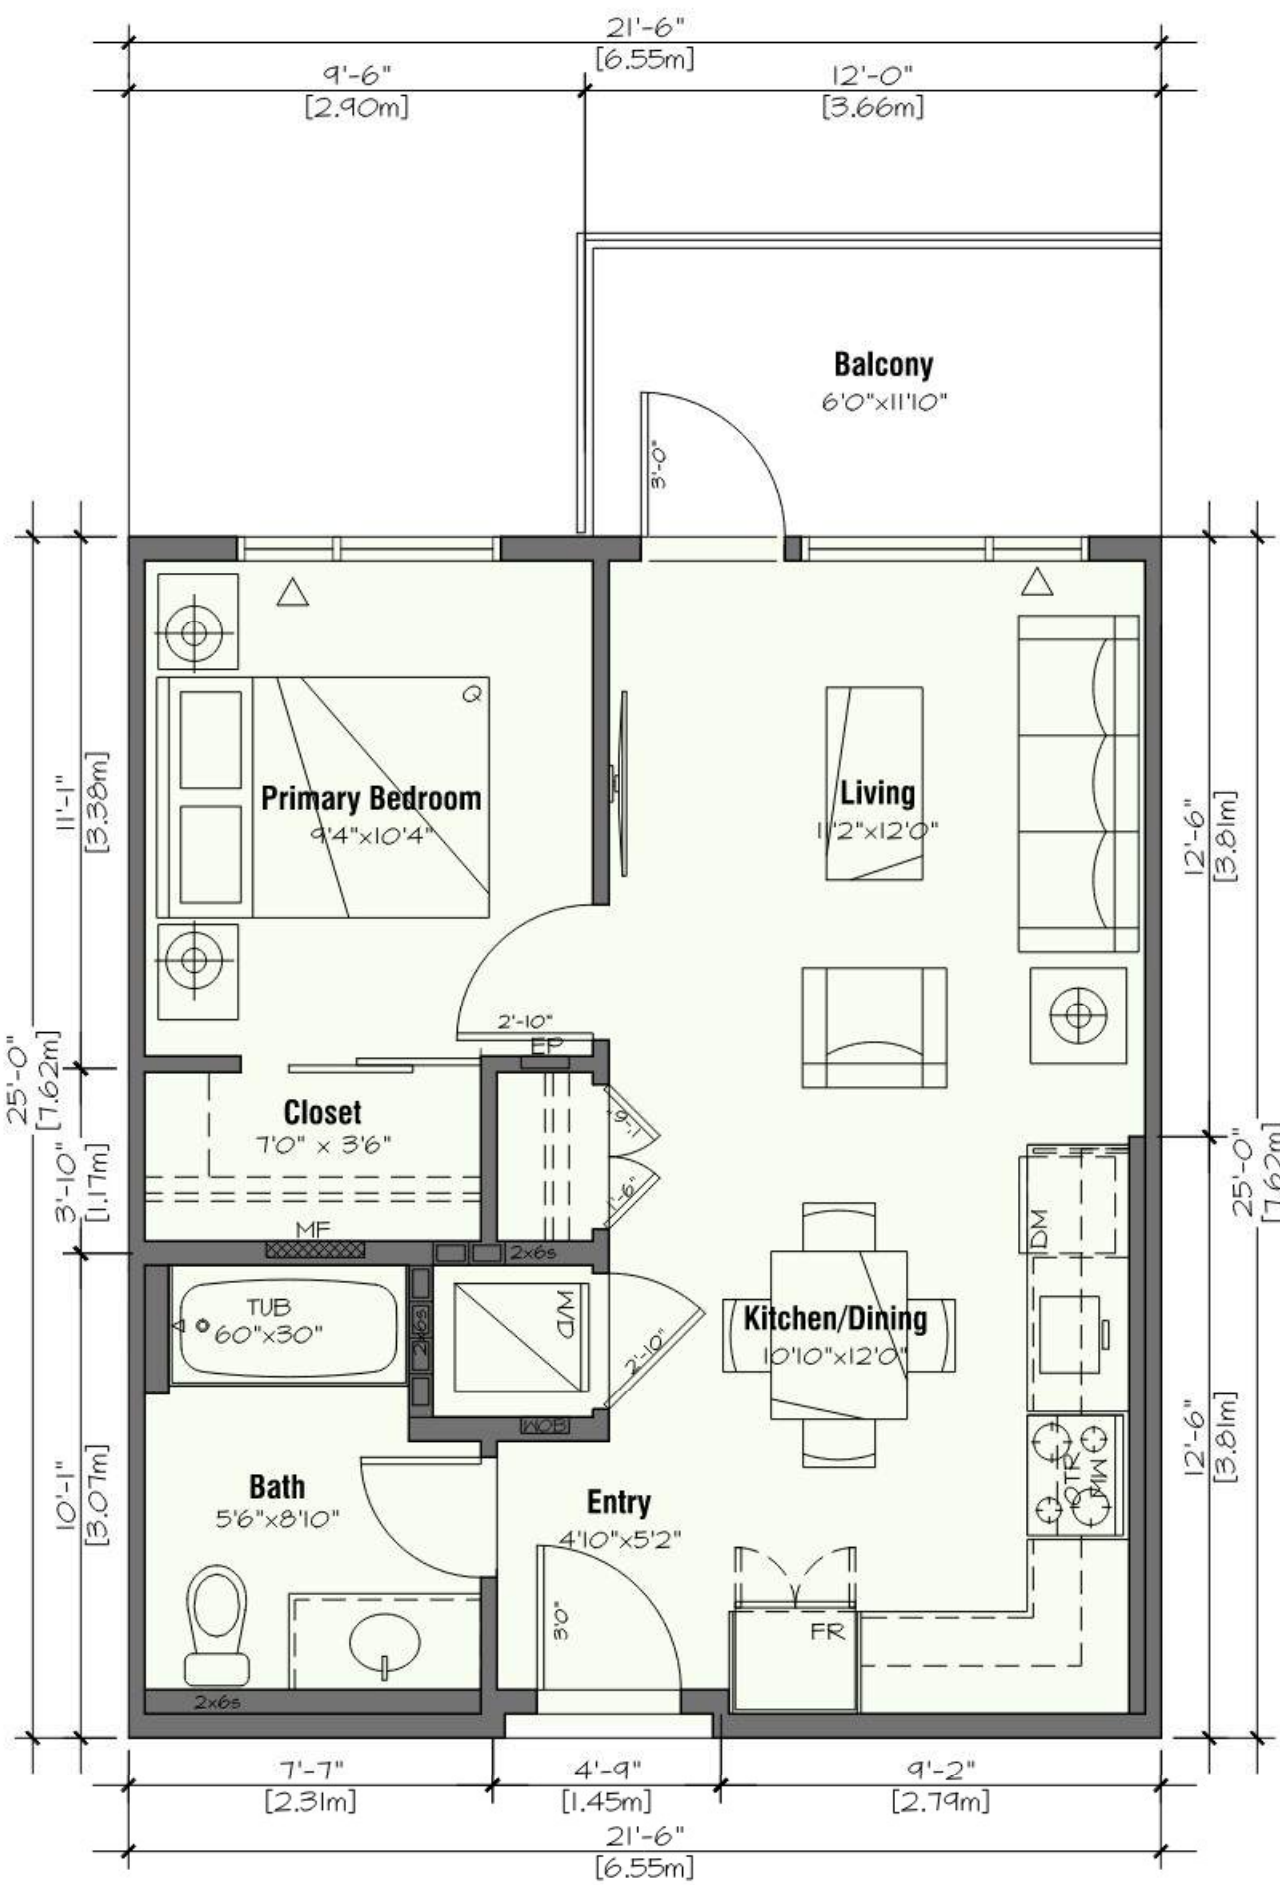 21'-6"
[6.55m]
9'-6"
[2.90m]
12'-0"
[3.66m]
Balcony
6'0"x11'10"
3'-0"
Q
Primary Bedroom
9'4"x10'4"
Living
11'2"x12'0"
11'-1"
[3.38m]
12'-6"
[3.81m]
2'-10"
EP
25'-0"
[7.62m]
Closet
7'0" x 3'6"
1'-6"
1'-6"
3'-10"
[1.17m]
25'-0"
[7.62m]
MF
2x6s
DM
TUB
60"x30"
2x6s
W/D
2'-10"
Kitchen/Dining
10'10"x12'0"
WOB
OTR
MW
12'-6"
[3.81m]
10'-1"
[3.07m]
Bath
5'6"x8'10"
Entry
4'10"x5'2"
3'0"
FR
2x6s
7'-7"
[2.31m]
4'-9"
[1.45m]
9'-2"
[2.79m]
21'-6"
[6.55m]